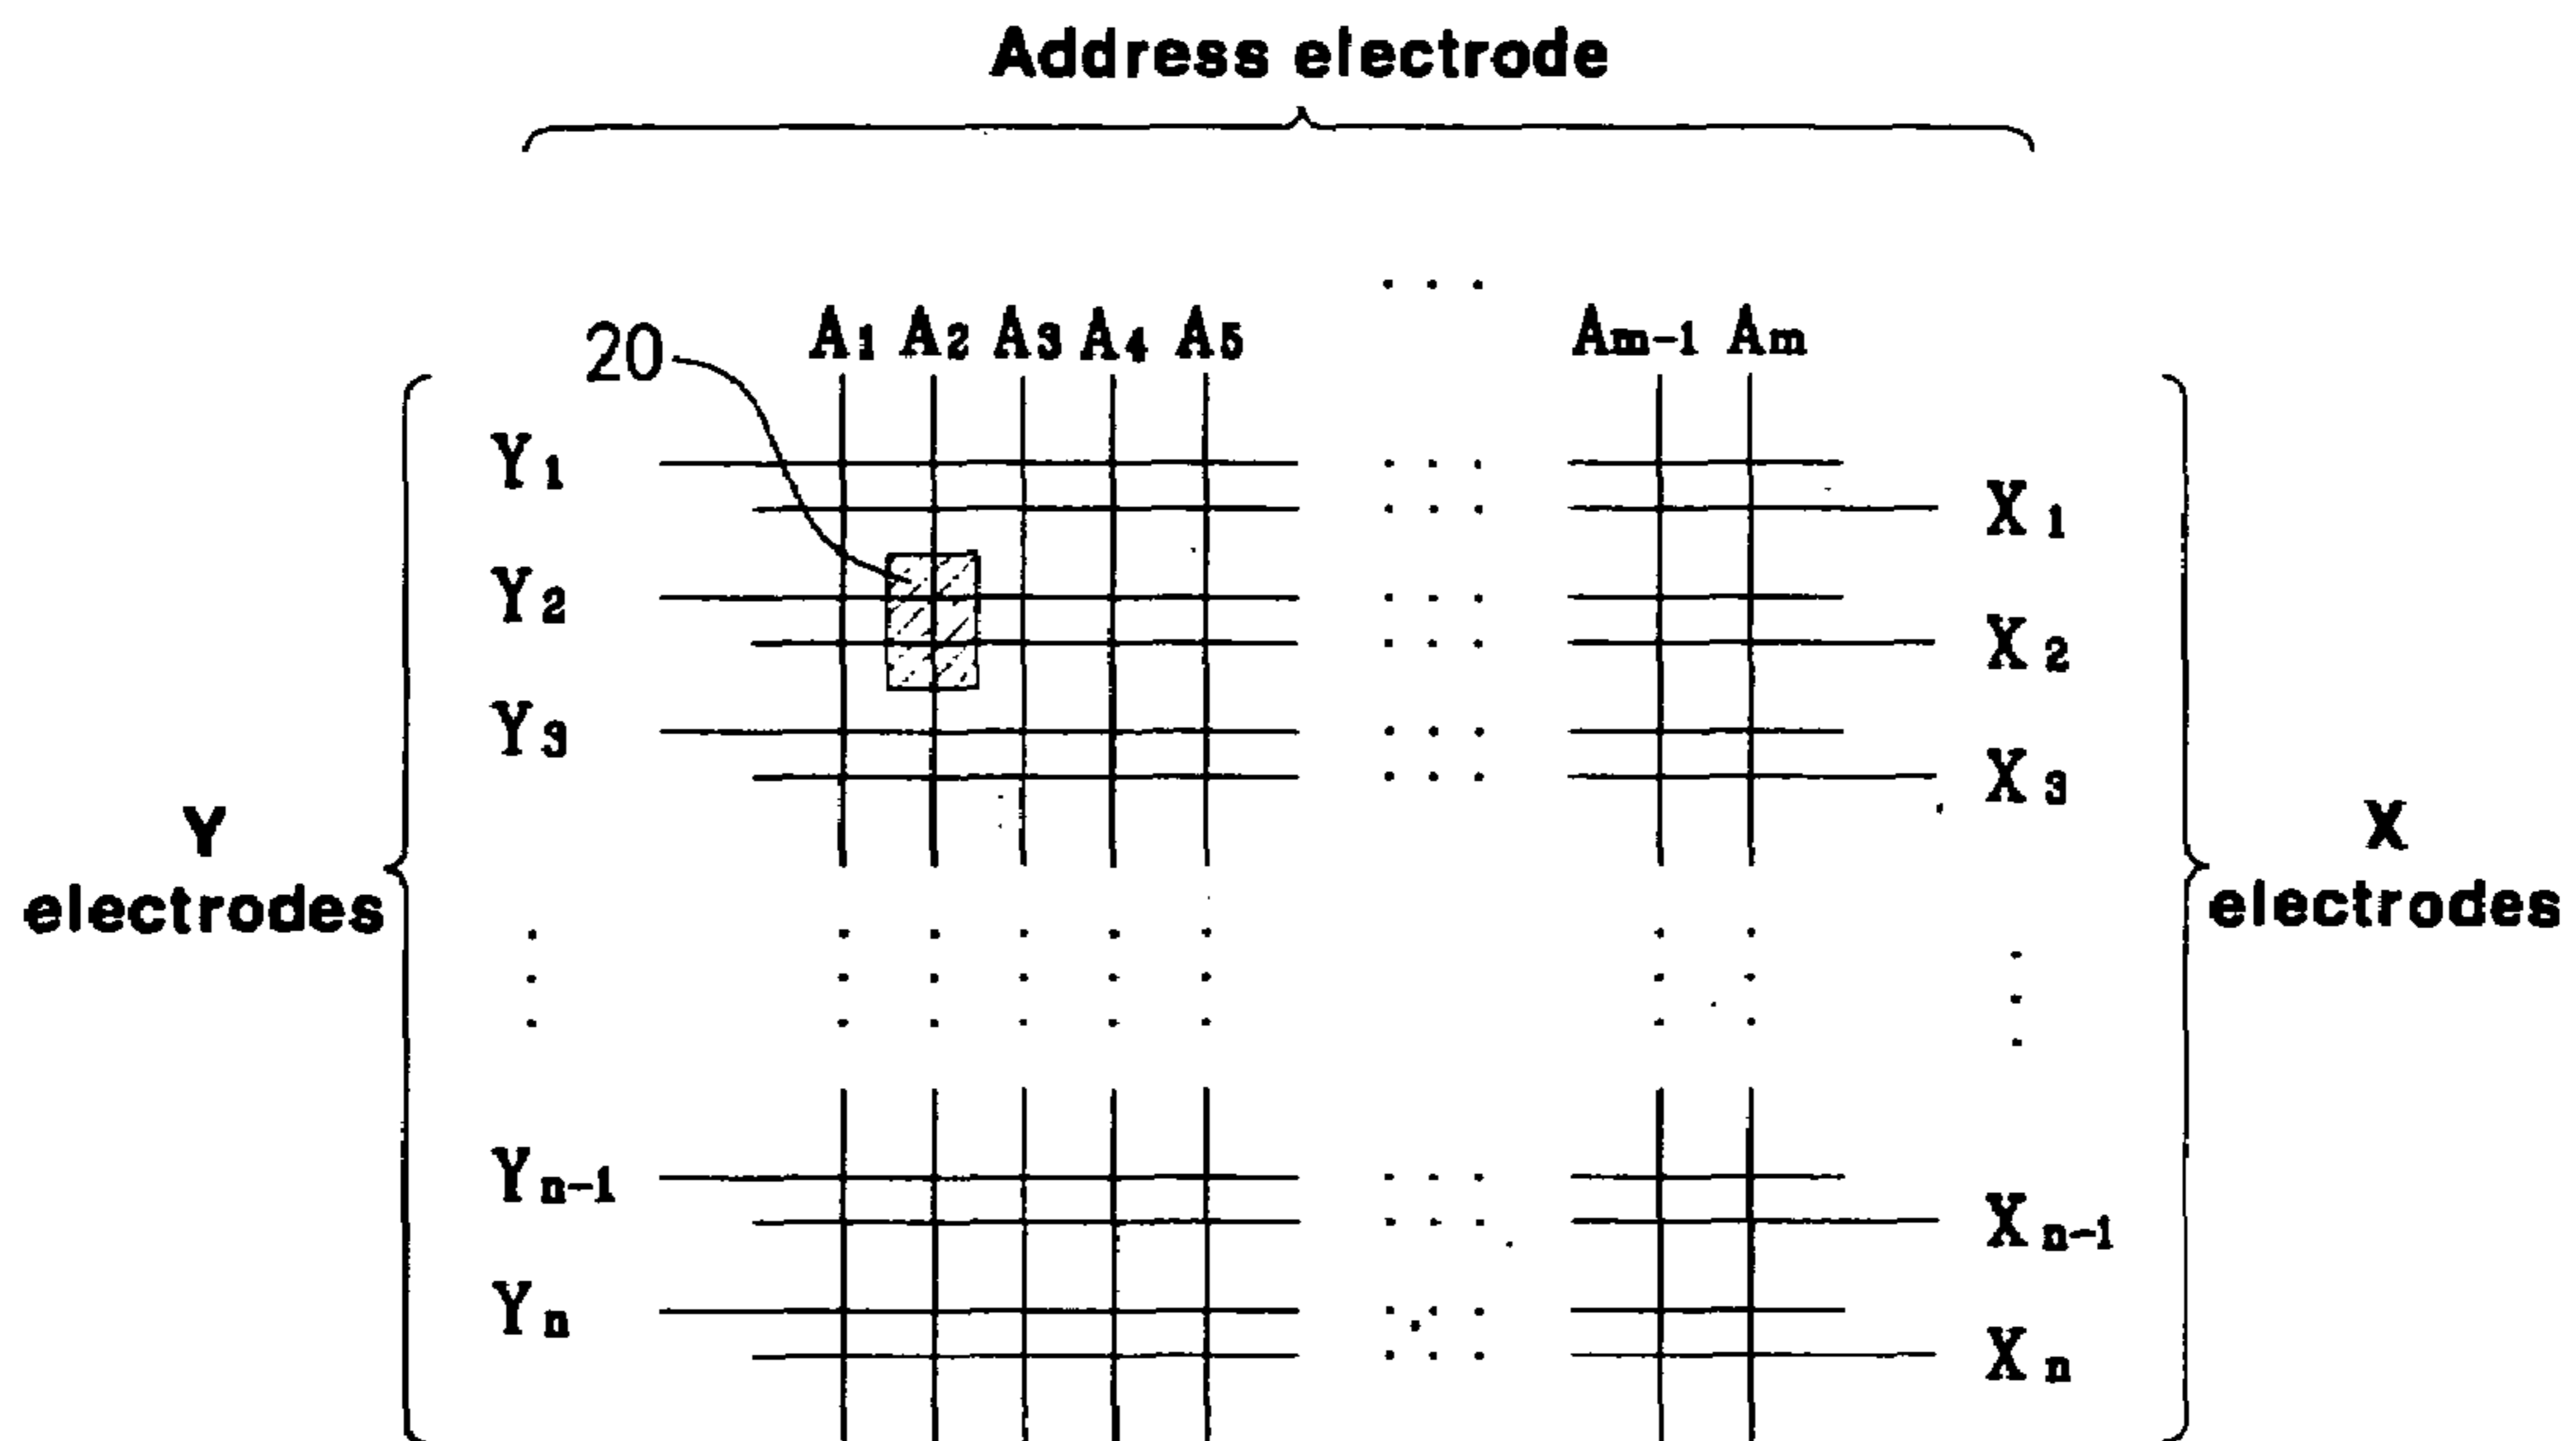 Address electrode
. . .
20 A1 A2 A3 A4 A5 Am-1 Am
Y1 . . .
. . . X1
Y2 . . .
. . . X2
Y3 . . .
. . . X3
Y
electrodes
X
electrodes
Yn-1 . . .
. . . Xn-1
Yn . . .
. . . Xn